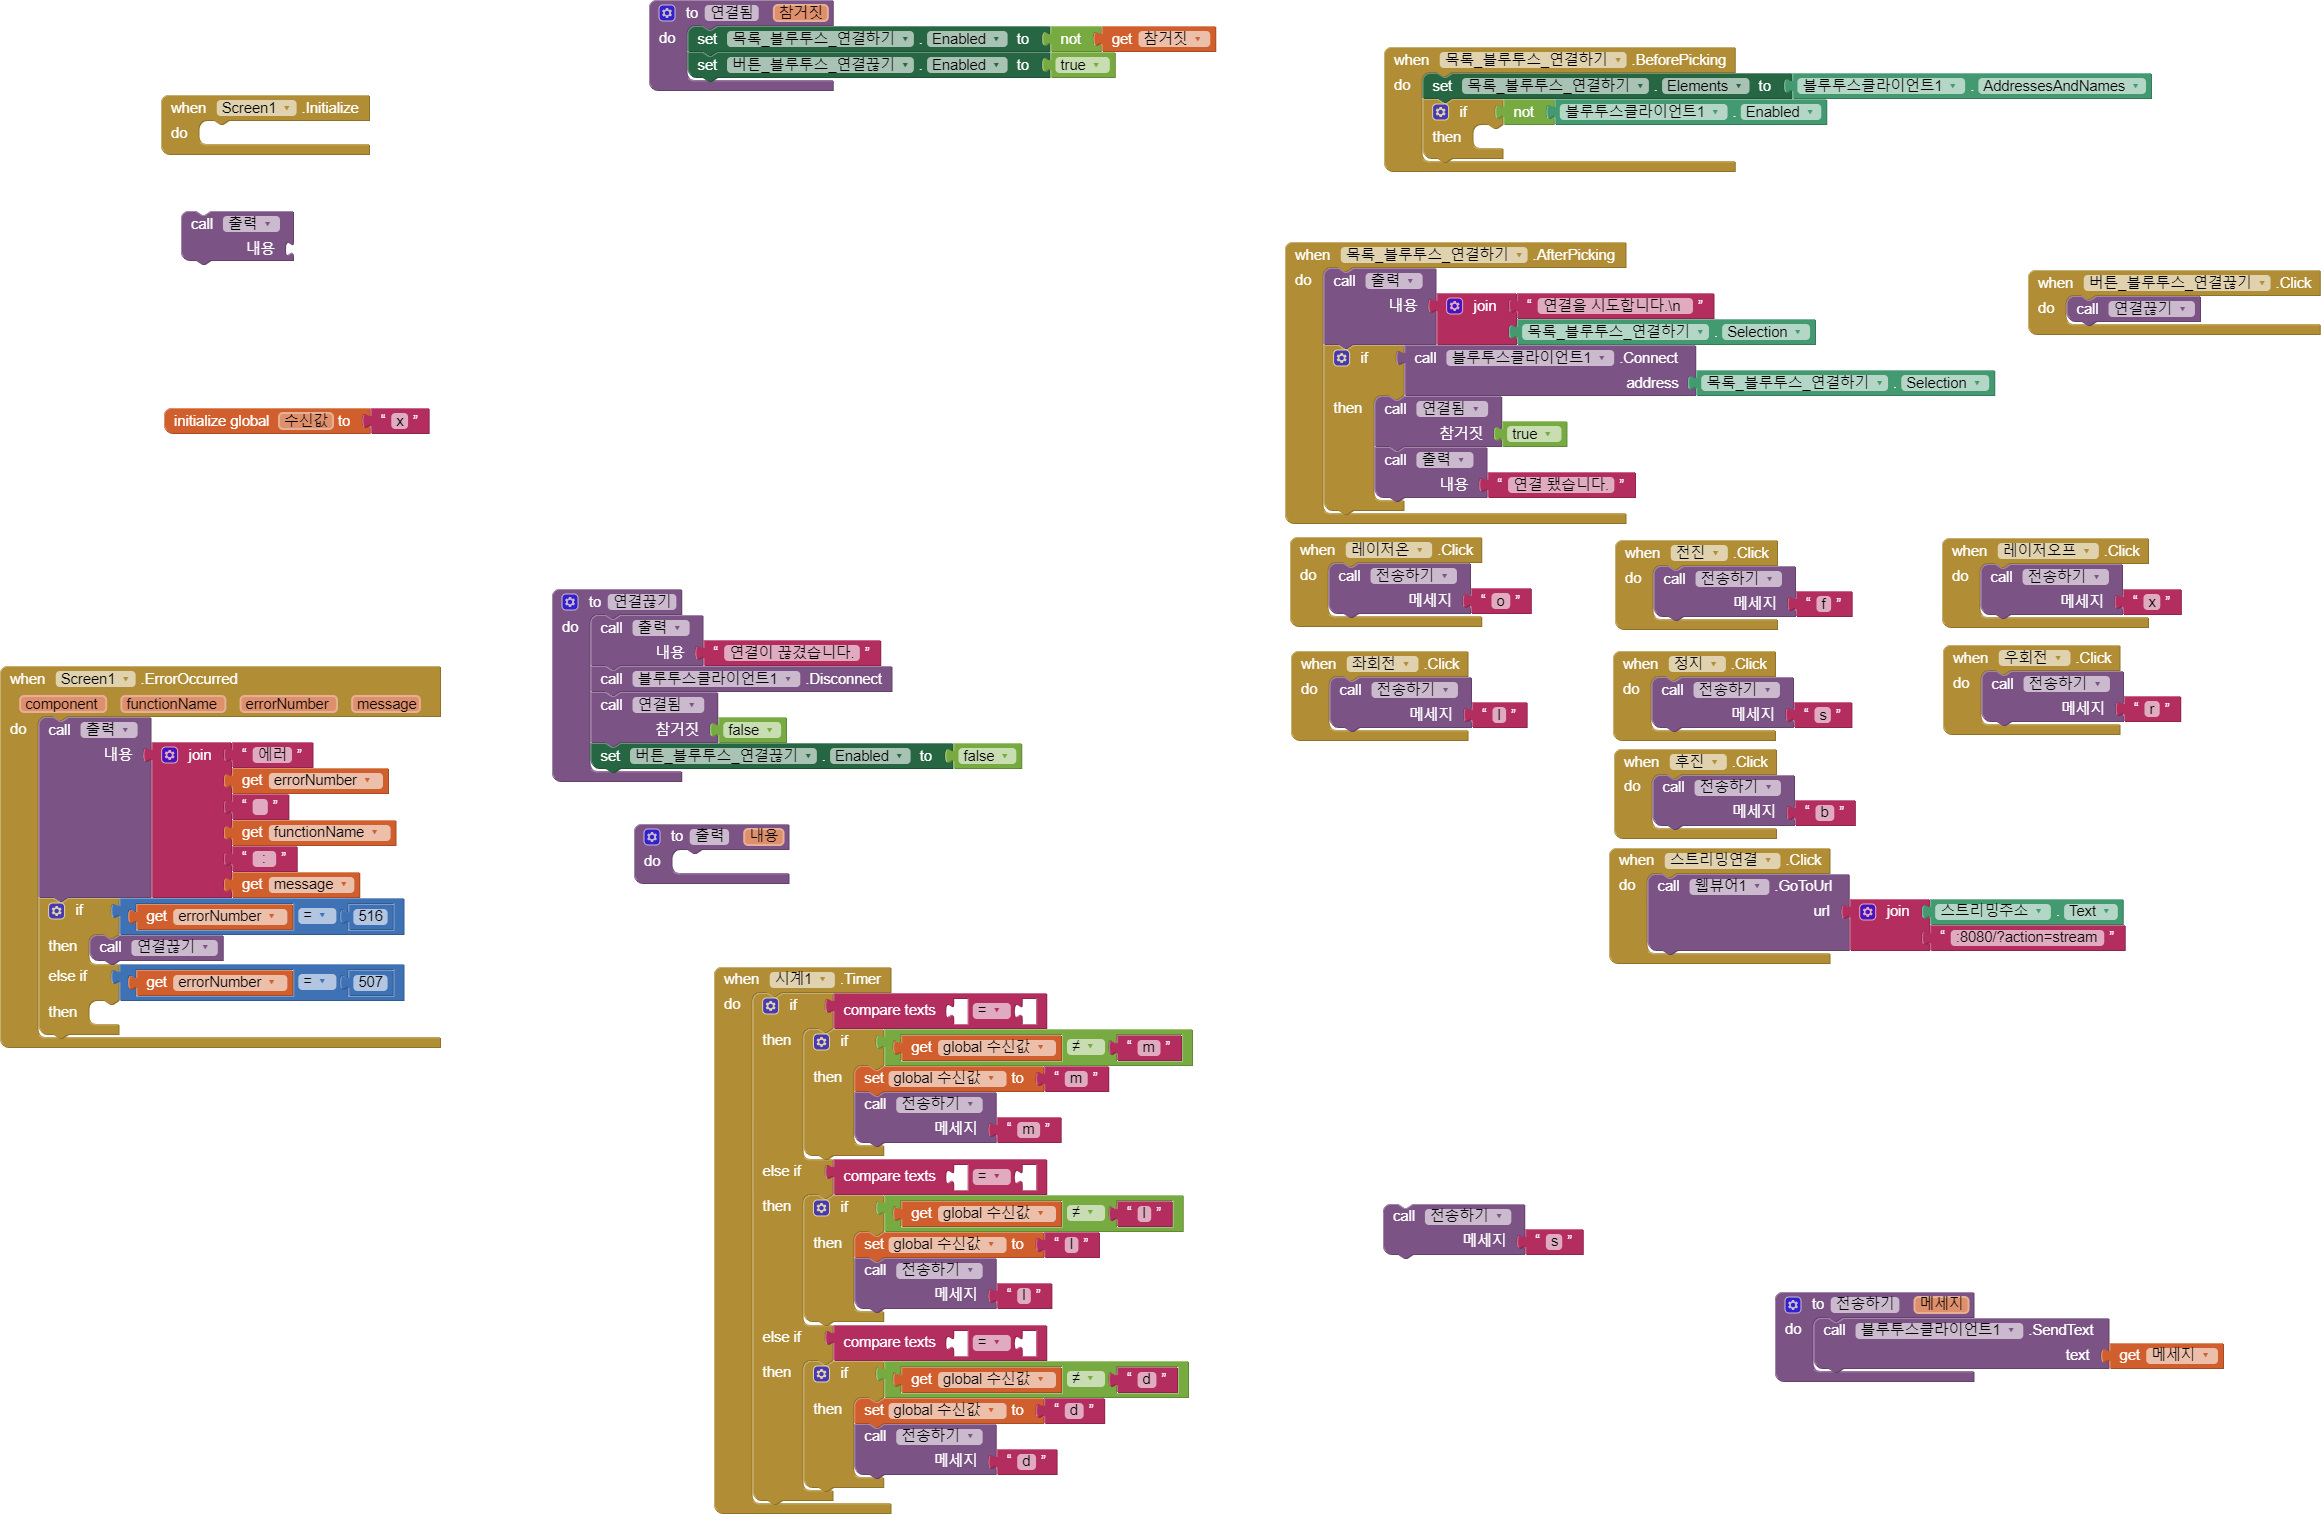 to 연결됨 참거짓
do set 목록_블루투스_연결하기 . Enabled to not get 참거짓
set 버튼_블루투스_연결끊기 . Enabled to true
when 목록_블루투스_연결하기 .BeforePicking
do set 목록_블루투스_연결하기 . Elements to 블루투스클라이언트1 . AddressesAndNames
if not 블루투스클라이언트1 . Enabled
then
when Screen1 .Initialize
do
call 출력
내용
when 목록_블루투스_연결하기 .AfterPicking
do call 출력
내용 join “ 연결을 시도합니다.\n ”
목록_블루투스_연결하기 . Selection
if call 블루투스클라이언트1 .Connect
address 목록_블루투스_연결하기 . Selection
then call 연결됨
참거짓 true
call 출력
내용 “ 연결 됐습니다. ”
when 버튼_블루투스_연결끊기 .Click
do call 연결끊기
initialize global 수신값 to “ x ”
when 레이저온 .Click
do call 전송하기
메세지 “ o ”
when 전진 .Click
do call 전송하기
메세지 “ f ”
when 레이저오프 .Click
do call 전송하기
메세지 “ x ”
when 좌회전 .Click
do call 전송하기
메세지 “ l ”
when 정지 .Click
do call 전송하기
메세지 “ s ”
when 우회전 .Click
do call 전송하기
메세지 “ r ”
when 후진 .Click
do call 전송하기
메세지 “ b ”
when 스트리밍연결 .Click
do call 웹뷰어1 .GoToUrl
url join 스트리밍주소 . Text
“ :8080/?action=stream ”
to 연결끊기
do call 출력
내용 “ 연결이 끊겼습니다. ”
call 블루투스클라이언트1 .Disconnect
call 연결됨
참거짓 false
set 버튼_블루투스_연결끊기 . Enabled to false
when Screen1 .ErrorOccurred
component functionName errorNumber message
do call 출력
내용 join “ 에러 ”
get errorNumber
“ ”
get functionName
“ : ”
get message
if get errorNumber = 516
then call 연결끊기
else if get errorNumber = 507
then
to 출력 내용
do
when 시계1 .Timer
do if compare texts =
then if get global 수신값 ≠ “ m ”
then set global 수신값 to “ m ”
call 전송하기
메세지 “ m ”
else if compare texts =
then if get global 수신값 ≠ “ l ”
then set global 수신값 to “ l ”
call 전송하기
메세지 “ l ”
else if compare texts =
then if get global 수신값 ≠ “ d ”
then set global 수신값 to “ d ”
call 전송하기
메세지 “ d ”
call 전송하기
메세지 “ s ”
to 전송하기 메세지
do call 블루투스클라이언트1 .SendText
text get 메세지